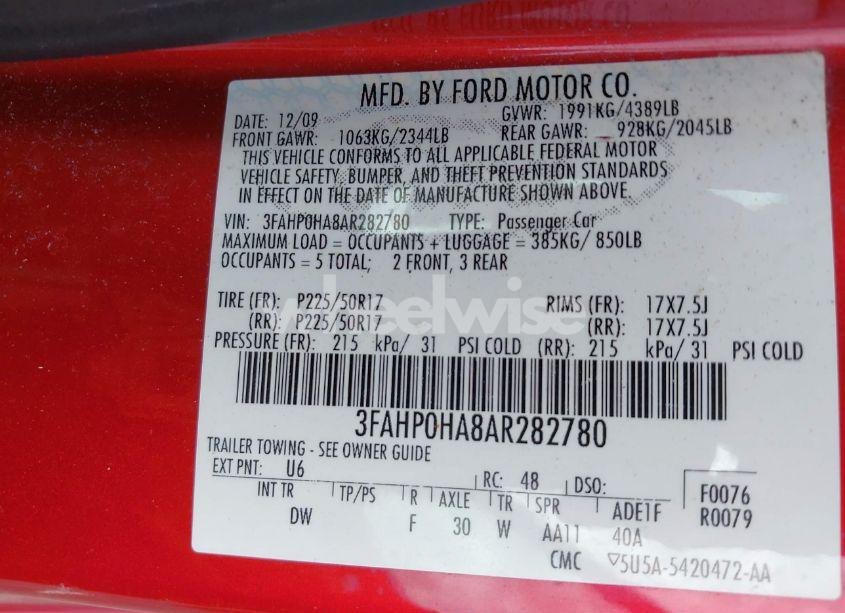 MFD. BY FORD MOTOR CO.
DATE: 12/09 GVWR: 1991KG/4389LB
FRONT GAWR: 1063KG/2344LB REAR GAWR: 928KG/2045LB
THIS VEHICLE CONFORMS TO ALL APPLICABLE FEDERAL MOTOR
VEHICLE SAFETY, BUMPER, AND THEFT PREVENTION STANDARDS
IN EFFECT ON THE DATE OF MANUFACTURE SHOWN ABOVE.
VIN: 3FAHP0HA8AR282780 TYPE: Passenger Car
MAXIMUM LOAD = OCCUPANTS + LUGGAGE = 385KG/ 850LB
OCCUPANTS = 5 TOTAL; 2 FRONT, 3 REAR
TIRE (FR): P225/50R17 RIMS (FR): 17X7.5J
(RR): P225/50R17 (RR): 17X7.5J
wheelwise
PRESSURE (FR): 215 kPa/ 31 PSI COLD (RR): 215 kPa/ 31 PSI COLD
3FAHP0HA8AR282780
TRAILER TOWING - SEE OWNER GUIDE
EXT PNT: U6 RC: 48 DSO: F0076
INT TR TP/PS R AXLE TR SPR ADE1F R0079
DW F 30 W AA11 40A
CMC ▽5U5A-5420472-AA